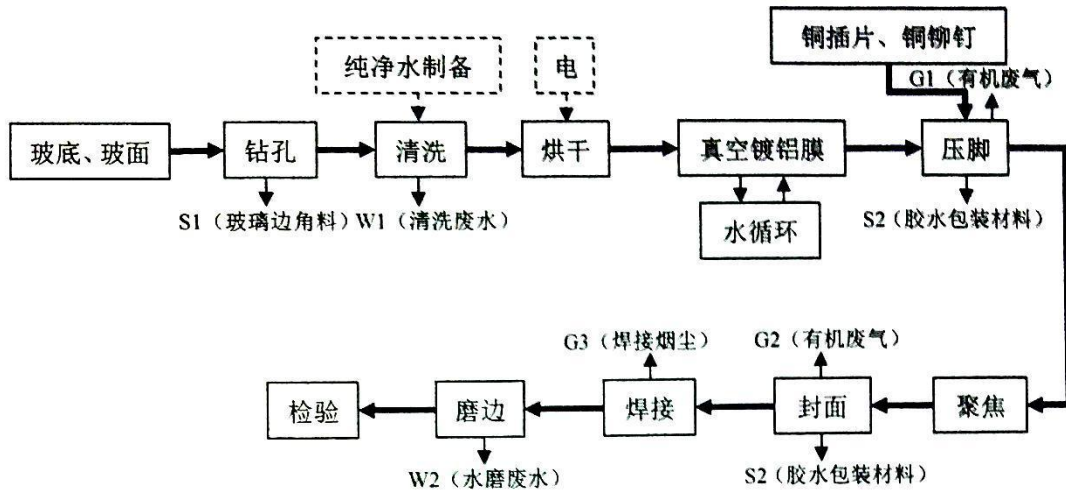 铜插片、铜铆钉
纯净水制备
电
G1（有机废气）
玻底、玻面
钻孔
清洗
烘干
真空镀铝膜
压脚
S1（玻璃边角料）
W1（清洗废水）
水循环
S2（胶水包装材料）
G3（焊接烟尘）
G2（有机废气）
检验
磨边
焊接
封面
聚焦
W2（水磨废水）
S2（胶水包装材料）